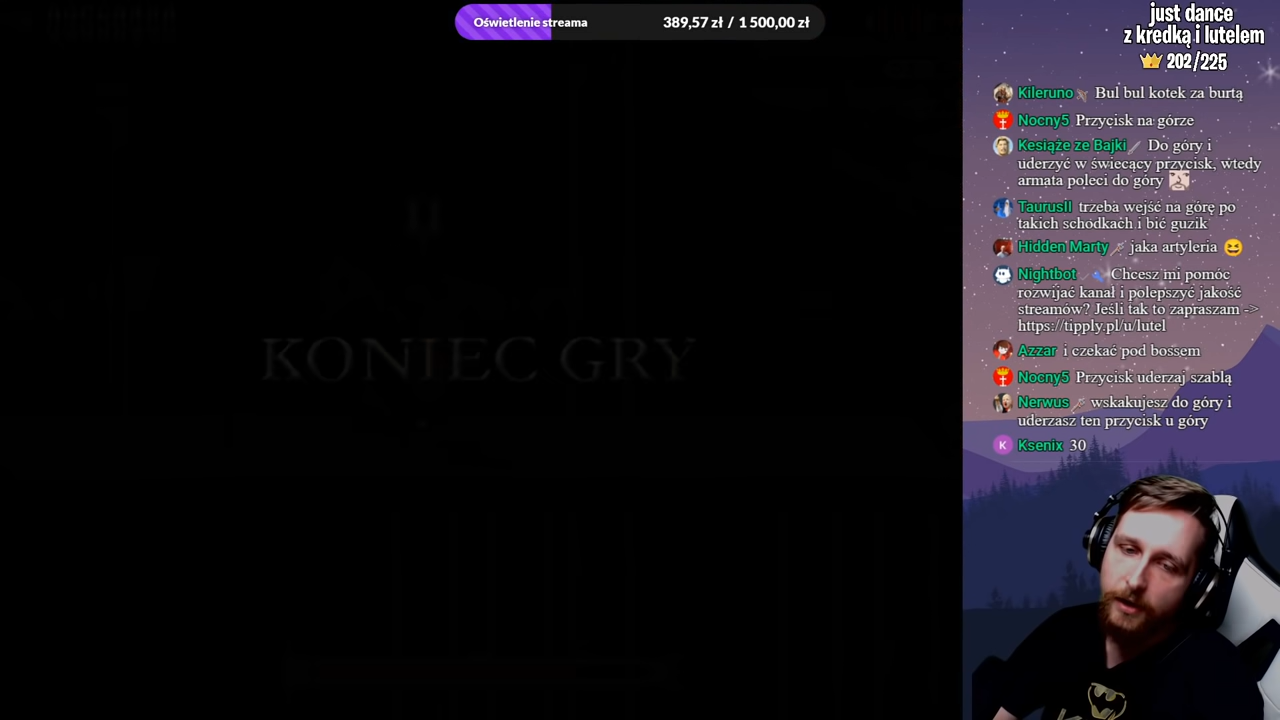 Oświetlenie streama 389,57 zł / 1 500,00 zł
KONIEC GRY
just dance
z kredką i lutelem
202/225
Kileruno Bul bul kotek za burtą
Nocny5 Przycisk na górze
Kesiąże ze Bajki Do góry i
uderzyć w świecący przycisk, wtedy
armata poleci do góry
TaurusII trzeba wejść na górę po
takich schodkach i bić guzik
Hidden Marty jaka artyleria 😆
Nightbot Chcesz mi pomóc
rozwijać kanał i polepszyć jakość
streamów? Jeśli tak to zapraszam ->
https://tipply.pl/u/lutel
Azzar i czekać pod bossem
Nocny5 Przycisk uderzaj szablą
Nerwus wskakujesz do góry i
uderzasz ten przycisk u góry
K Ksenix 30